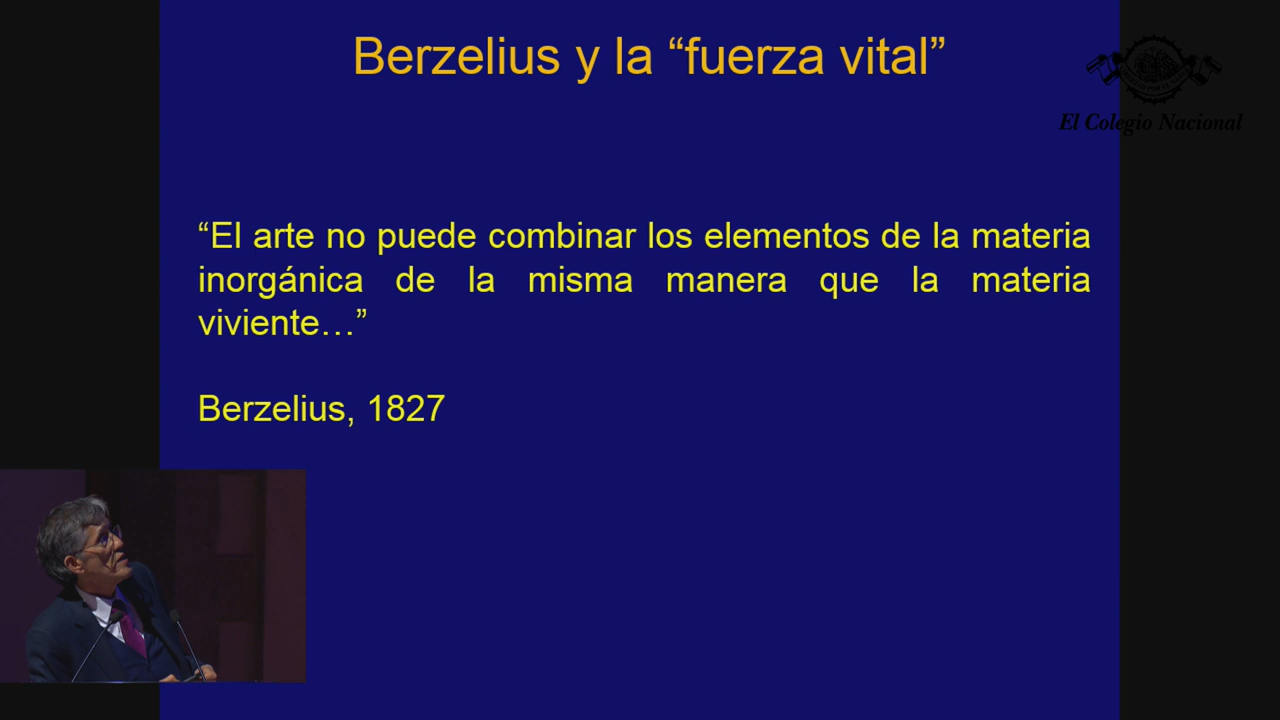 Berzelius y la “fuerza vital”
El Colegio Nacional
“El arte no puede combinar los elementos de la materia
inorgánica de la misma manera que la materia
viviente…”
Berzelius, 1827